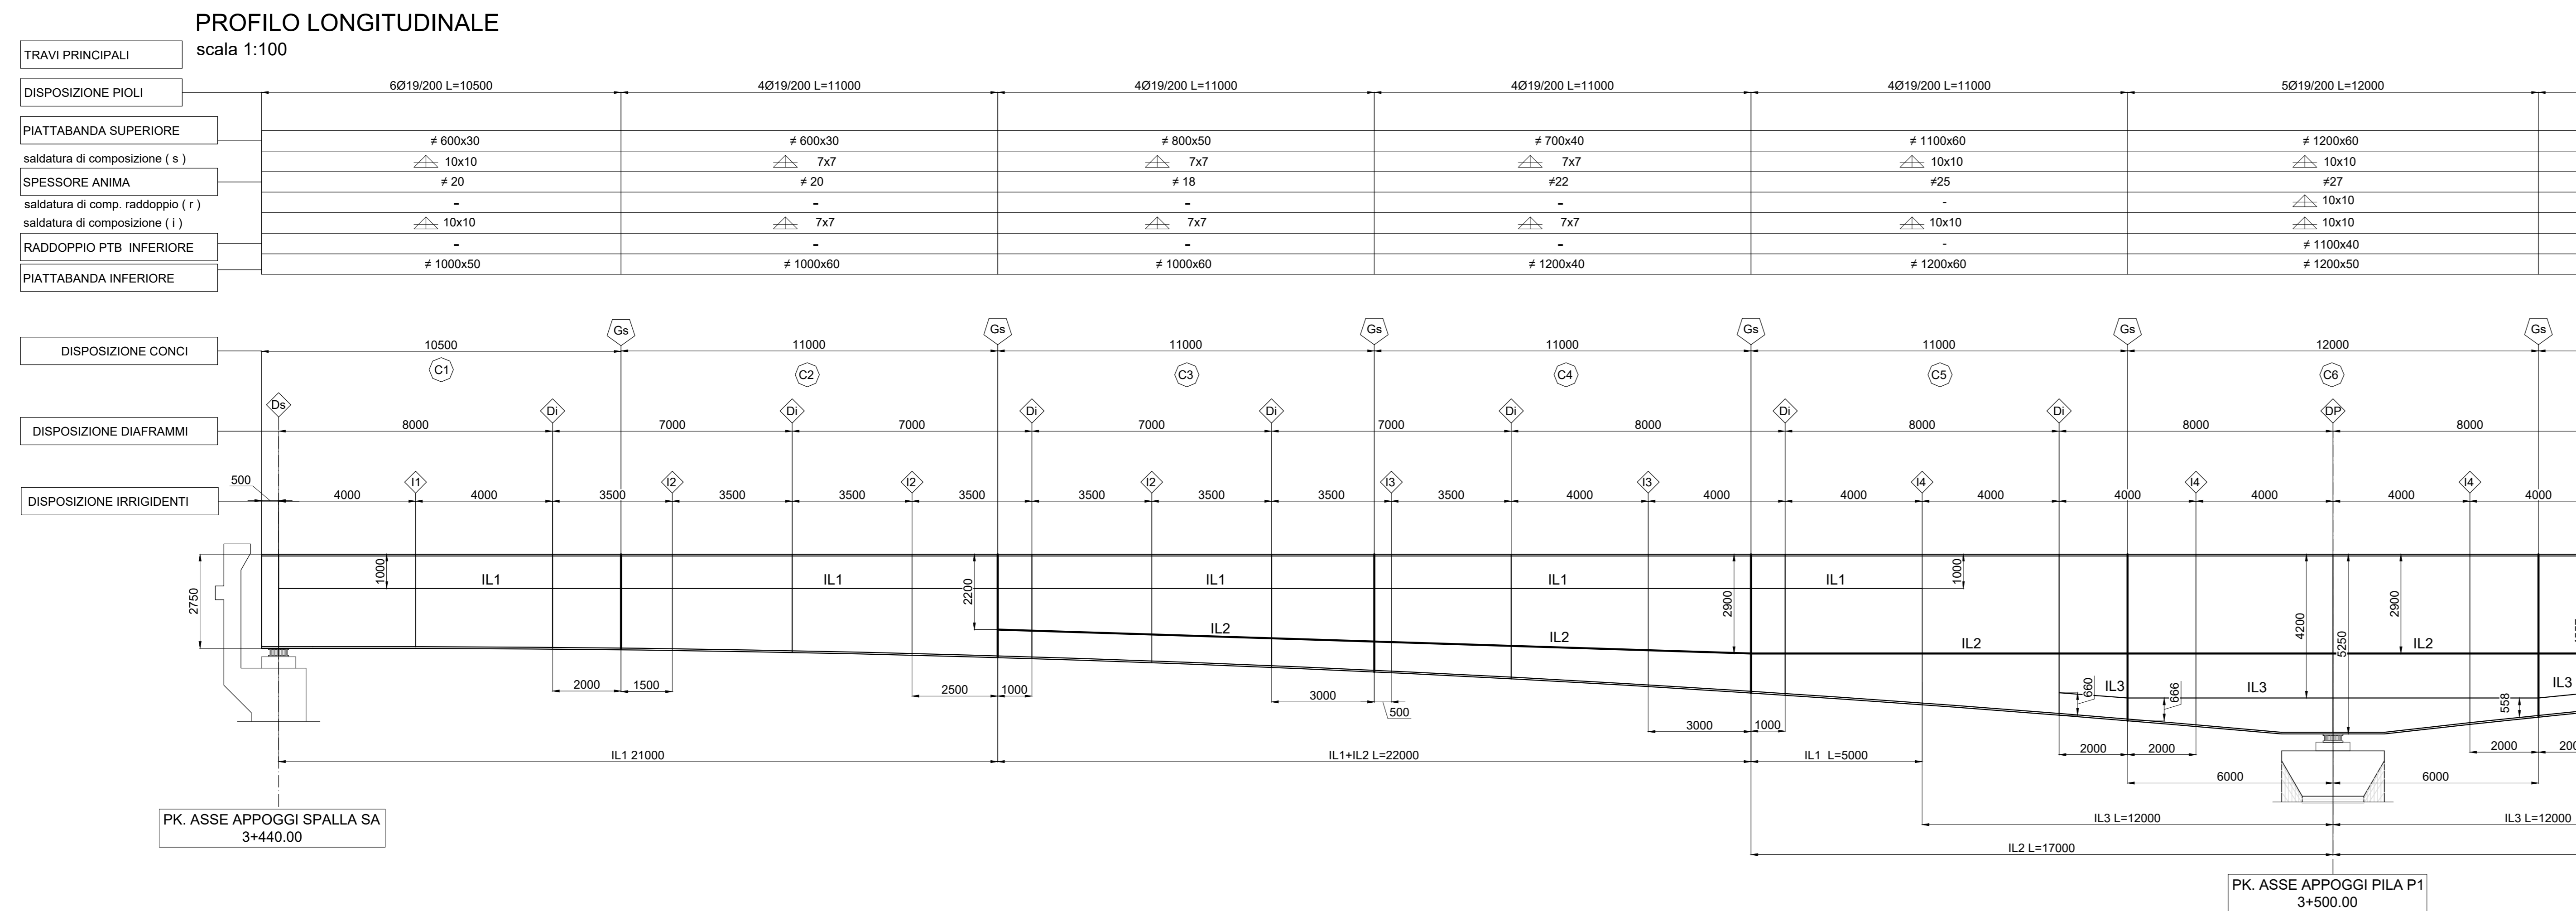 PROFILO LONGITUDINALE
scala 1:100
TRAVI PRINCIPALI
DISPOSIZIONE PIOLI
6Ø19/200 L=10500
4Ø19/200 L=11000
4Ø19/200 L=11000
4Ø19/200 L=11000
4Ø19/200 L=11000
5Ø19/200 L=12000
PIATTABANDA SUPERIORE
≠ 600x30
≠ 600x30
≠ 800x50
≠ 700x40
≠ 1100x60
≠ 1200x60
saldatura di composizione ( s )
10x10
7x7
7x7
7x7
10x10
10x10
SPESSORE ANIMA
≠ 20
≠ 20
≠ 18
≠22
≠25
≠27
saldatura di comp. raddoppio ( r )
-
-
-
-
-
10x10
saldatura di composizione ( i )
10x10
7x7
7x7
7x7
10x10
10x10
RADDOPPIO PTB INFERIORE
-
-
-
-
-
≠ 1100x40
PIATTABANDA INFERIORE
≠ 1000x50
≠ 1000x60
≠ 1000x60
≠ 1200x40
≠ 1200x60
≠ 1200x50
Gs
Gs
Gs
Gs
Gs
Gs
DISPOSIZIONE CONCI
10500
11000
11000
11000
11000
12000
C1
C2
C3
C4
C5
C6
Ds
Di
Di
Di
Di
Di
Di
Di
DP
DISPOSIZIONE DIAFRAMMI
8000
7000
7000
7000
7000
8000
8000
8000
8000
I1
I2
I2
I2
I3
I3
I4
I4
I4
DISPOSIZIONE IRRIGIDENTI
500
4000
4000
3500
3500
3500
3500
3500
3500
3500
3500
4000
4000
4000
4000
4000
4000
4000
4000
2750
1000
IL1
IL1
2200
IL1
IL1
2900
IL1
1000
4200
5250
2900
IL2
IL2
IL2
IL2
660
IL3
666
IL3
558
IL3
2000
1500
2500
1000
3000
500
3000
1000
2000
2000
2000
6000
6000
IL1 21000
IL1+IL2 L=22000
IL1 L=5000
IL3 L=12000
IL3 L=12000
IL2 L=17000
PK. ASSE APPOGGI SPALLA SA
3+440.00
PK. ASSE APPOGGI PILA P1
3+500.00